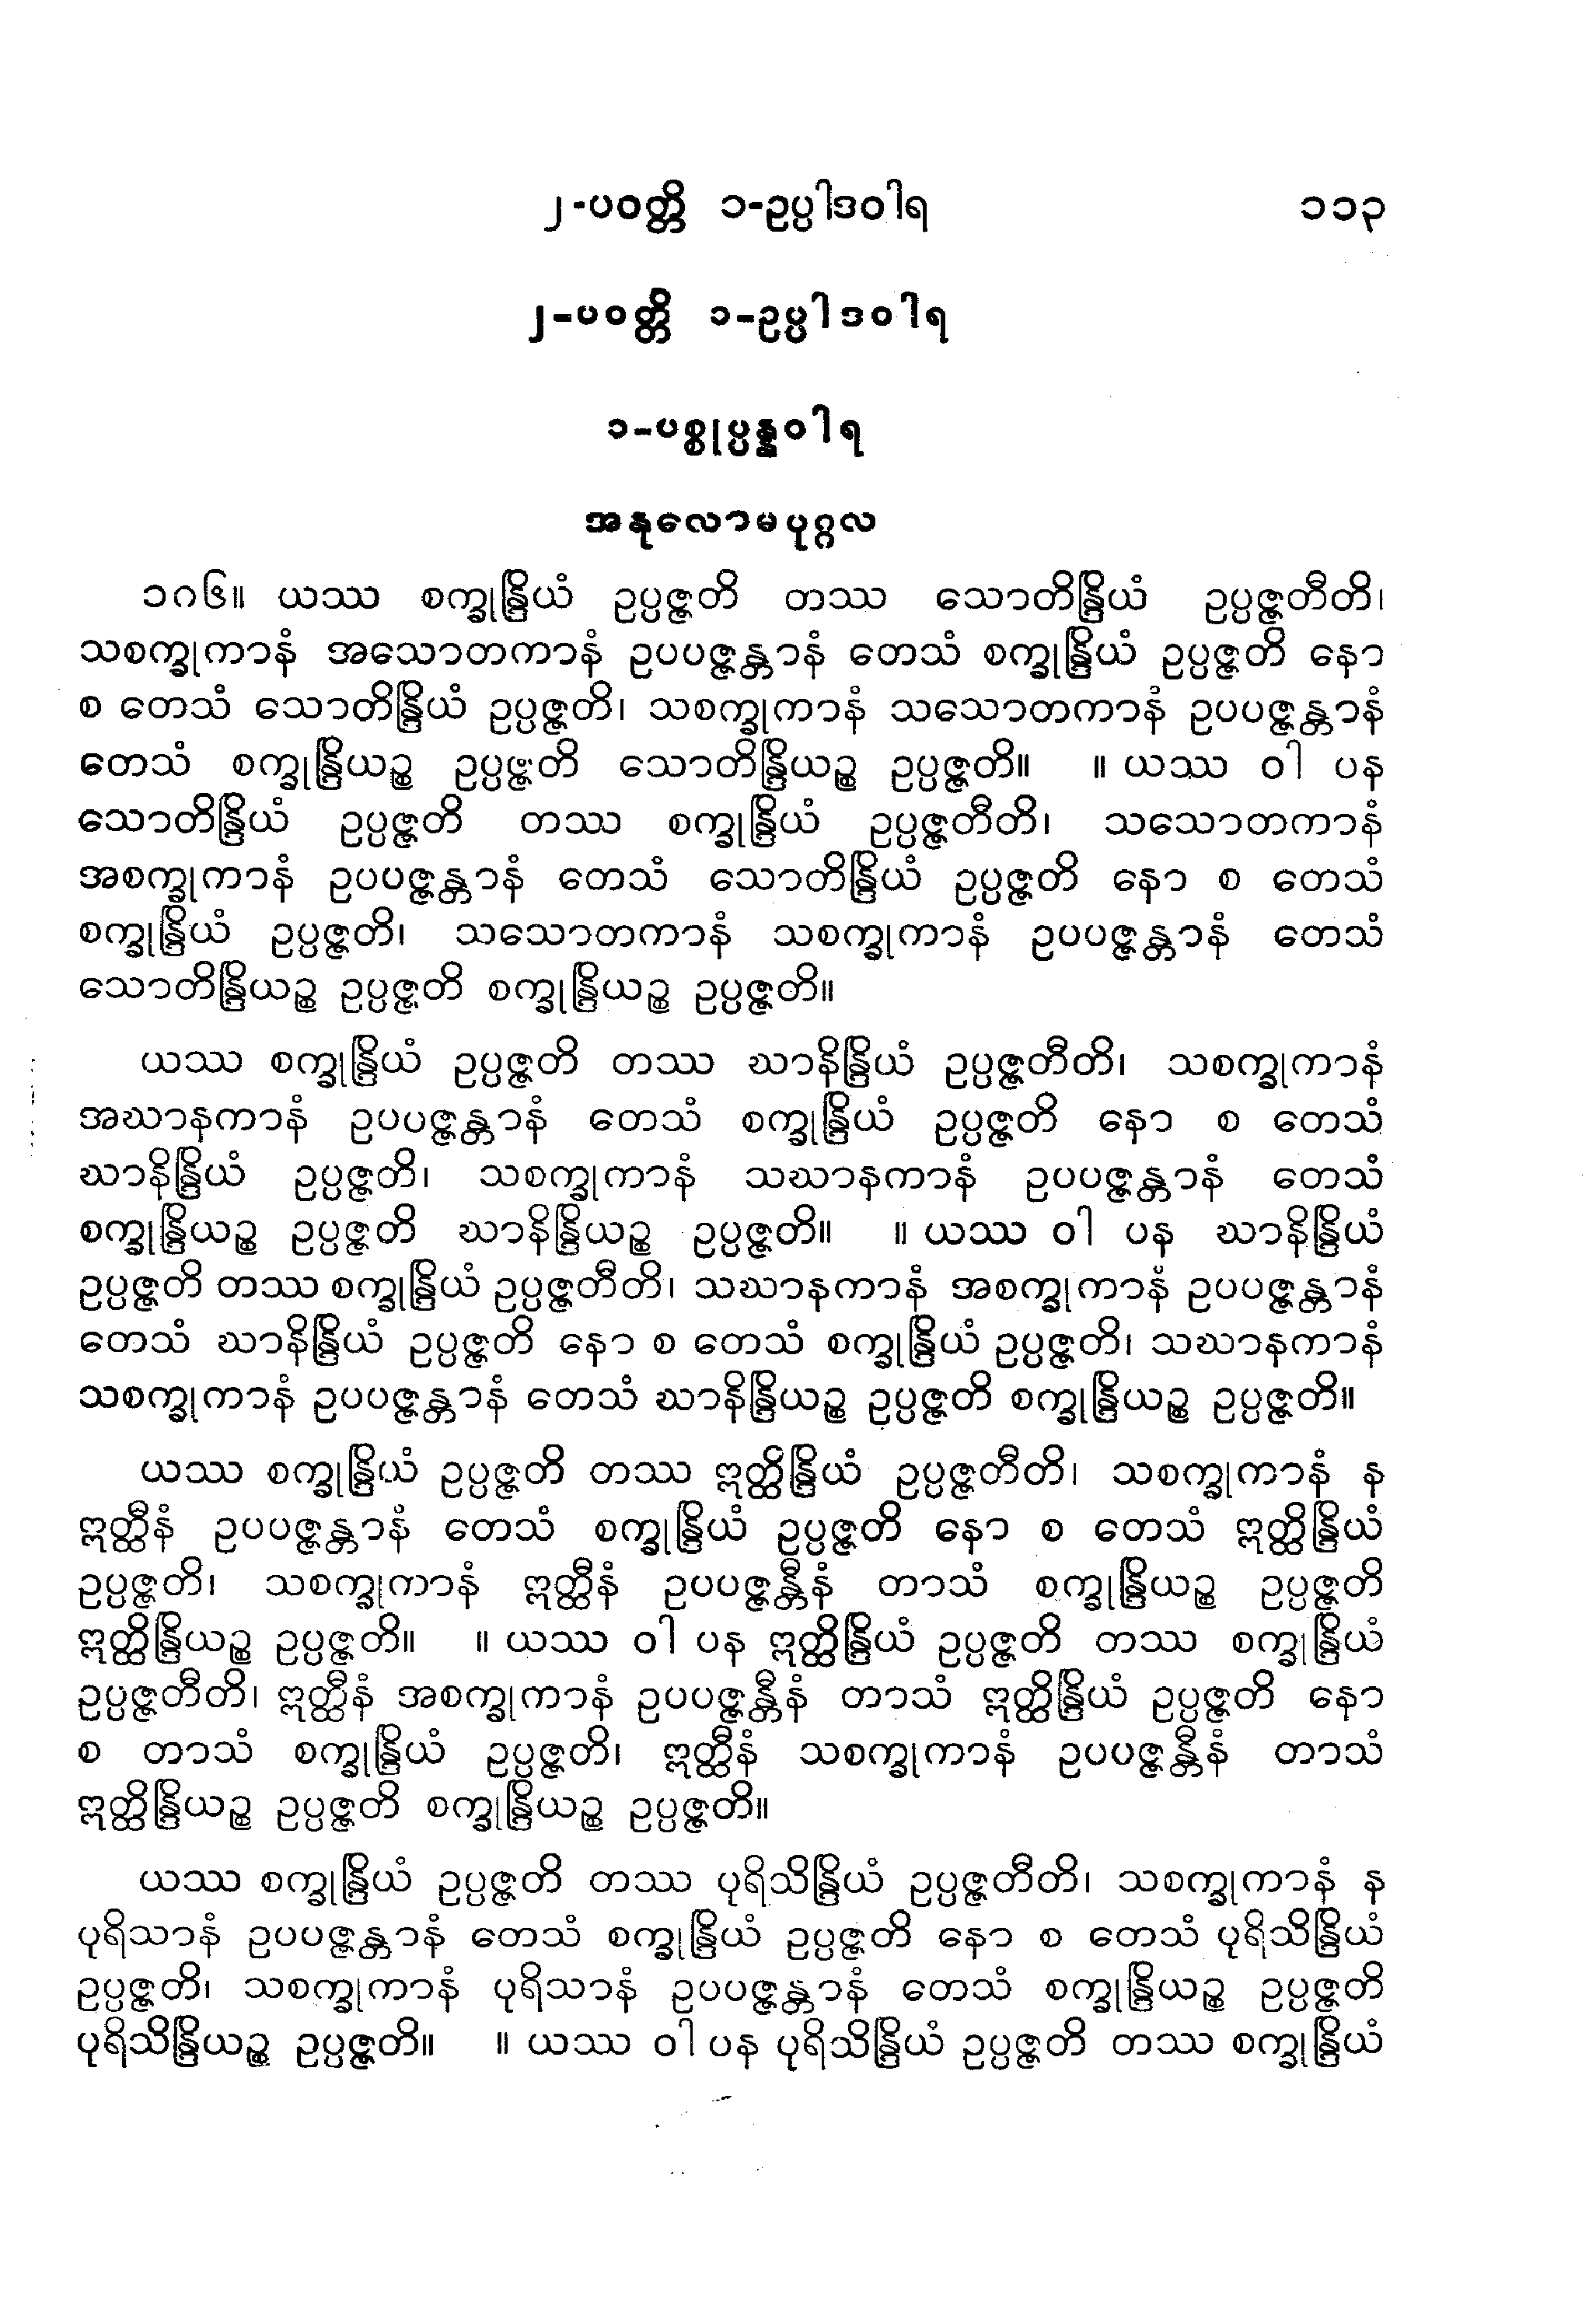 ၂-ပဝတ္တိ ၁-ဥပ္ပါဒဝါရ ၁၁၃
၂-ပဝတ္တိ ၁-ဥပ္ပါဒဝါရ
၁-ပစ္စုပ္ပန္နဝါရ
အနုလောမပုဂ္ဂလ
၁၈၆။ ယဿ စက္ခုန္ဒြိယံ ဥပ္ပဇ္ဇတိ တဿ သောတိန္ဒြိယံ ဥပ္ပဇ္ဇတီတိ၊
သစက္ခုကာနံ အသောတကာနံ ဥပပဇ္ဇန္တာနံ တေသံ စက္ခုန္ဒြိယံ ဥပ္ပဇ္ဇတိ နော
စ တေသံ သောတိန္ဒြိယံ ဥပ္ပဇ္ဇတိ၊ သစက္ခုကာနံ သသောတကာနံ ဥပပဇ္ဇန္တာနံ
တေသံ စက္ခုန္ဒြိယဉ္စ ဥပ္ပဇ္ဇတိ သောတိန္ဒြိယဉ္စ ဥပ္ပဇ္ဇတိ။ ။ ယဿ ဝါ ပန
သောတိန္ဒြိယံ ဥပ္ပဇ္ဇတိ တဿ စက္ခုန္ဒြိယံ ဥပ္ပဇ္ဇတီတိ၊ သသောတကာနံ
အစက္ခုကာနံ ဥပပဇ္ဇန္တာနံ တေသံ သောတိန္ဒြိယံ ဥပ္ပဇ္ဇတိ နော စ တေသံ
စက္ခုန္ဒြိယံ ဥပ္ပဇ္ဇတိ၊ သသောတကာနံ သစက္ခုကာနံ ဥပပဇ္ဇန္တာနံ တေသံ
သောတိန္ဒြိယဉ္စ ဥပ္ပဇ္ဇတိ စက္ခုန္ဒြိယဉ္စ ဥပ္ပဇ္ဇတိ။
ယဿ စက္ခုန္ဒြိယံ ဥပ္ပဇ္ဇတိ တဿ ဃာနိန္ဒြိယံ ဥပ္ပဇ္ဇတီတိ၊ သစက္ခုကာနံ
အဃာနကာနံ ဥပပဇ္ဇန္တာနံ တေသံ စက္ခုန္ဒြိယံ ဥပ္ပဇ္ဇတိ နော စ တေသံ
ဃာနိန္ဒြိယံ ဥပ္ပဇ္ဇတိ၊ သစက္ခုကာနံ သဃာနကာနံ ဥပပဇ္ဇန္တာနံ တေသံ
စက္ခုန္ဒြိယဉ္စ ဥပ္ပဇ္ဇတိ ဃာနိန္ဒြိယဉ္စ ဥပ္ပဇ္ဇတိ။ ။ ယဿ ဝါ ပန ဃာနိန္ဒြိယံ
ဥပ္ပဇ္ဇတိ တဿ စက္ခုန္ဒြိယံ ဥပ္ပဇ္ဇတီတိ၊ သဃာနကာနံ အစက္ခုကာနံ ဥပပဇ္ဇန္တာနံ
တေသံ ဃာနိန္ဒြိယံ ဥပ္ပဇ္ဇတိ နော စ တေသံ စက္ခုန္ဒြိယံ ဥပ္ပဇ္ဇတိ၊ သဃာနကာနံ
သစက္ခုကာနံ ဥပပဇ္ဇန္တာနံ တေသံ ဃာနိန္ဒြိယဉ္စ ဥပ္ပဇ္ဇတိ စက္ခုန္ဒြိယဉ္စ ဥပ္ပဇ္ဇတိ။
ယဿ စက္ခုန္ဒြိယံ ဥပ္ပဇ္ဇတိ တဿ ဣတ္ထိန္ဒြိယံ ဥပ္ပဇ္ဇတီတိ၊ သစက္ခုကာနံ န
ဣတ္ထီနံ ဥပပဇ္ဇန္တာနံ တေသံ စက္ခုန္ဒြိယံ ဥပ္ပဇ္ဇတိ နော စ တေသံ ဣတ္ထိန္ဒြိယံ
ဥပ္ပဇ္ဇတိ၊ သစက္ခုကာနံ ဣတ္ထီနံ ဥပပဇ္ဇန္တီနံ တာသံ စက္ခုန္ဒြိယဉ္စ ဥပ္ပဇ္ဇတိ
ဣတ္ထိန္ဒြိယဉ္စ ဥပ္ပဇ္ဇတိ။ ။ ယဿ ဝါ ပန ဣတ္ထိန္ဒြိယံ ဥပ္ပဇ္ဇတိ တဿ စက္ခုန္ဒြိယံ
ဥပ္ပဇ္ဇတီတိ၊ ဣတ္ထီနံ အစက္ခုကာနံ ဥပပဇ္ဇန္တီနံ တာသံ ဣတ္ထိန္ဒြိယံ ဥပ္ပဇ္ဇတိ နော
စ တာသံ စက္ခုန္ဒြိယံ ဥပ္ပဇ္ဇတိ၊ ဣတ္ထီနံ သစက္ခုကာနံ ဥပပဇ္ဇန္တီနံ တာသံ
ဣတ္ထိန္ဒြိယဉ္စ ဥပ္ပဇ္ဇတိ စက္ခုန္ဒြိယဉ္စ ဥပ္ပဇ္ဇတိ။
ယဿ စက္ခုန္ဒြိယံ ဥပ္ပဇ္ဇတိ တဿ ပုရိသိန္ဒြိယံ ဥပ္ပဇ္ဇတီတိ၊ သစက္ခုကာနံ န
ပုရိသာနံ ဥပပဇ္ဇန္တာနံ တေသံ စက္ခုန္ဒြိယံ ဥပ္ပဇ္ဇတိ နော စ တေသံ ပုရိသိန္ဒြိယံ
ဥပ္ပဇ္ဇတိ၊ သစက္ခုကာနံ ပုရိသာနံ ဥပပဇ္ဇန္တာနံ တေသံ စက္ခုန္ဒြိယဉ္စ ဥပ္ပဇ္ဇတိ
ပုရိသိန္ဒြိယဉ္စ ဥပ္ပဇ္ဇတိ။ ။ ယဿ ဝါ ပန ပုရိသိန္ဒြိယံ ဥပ္ပဇ္ဇတိ တဿ စက္ခုန္ဒြိယံ